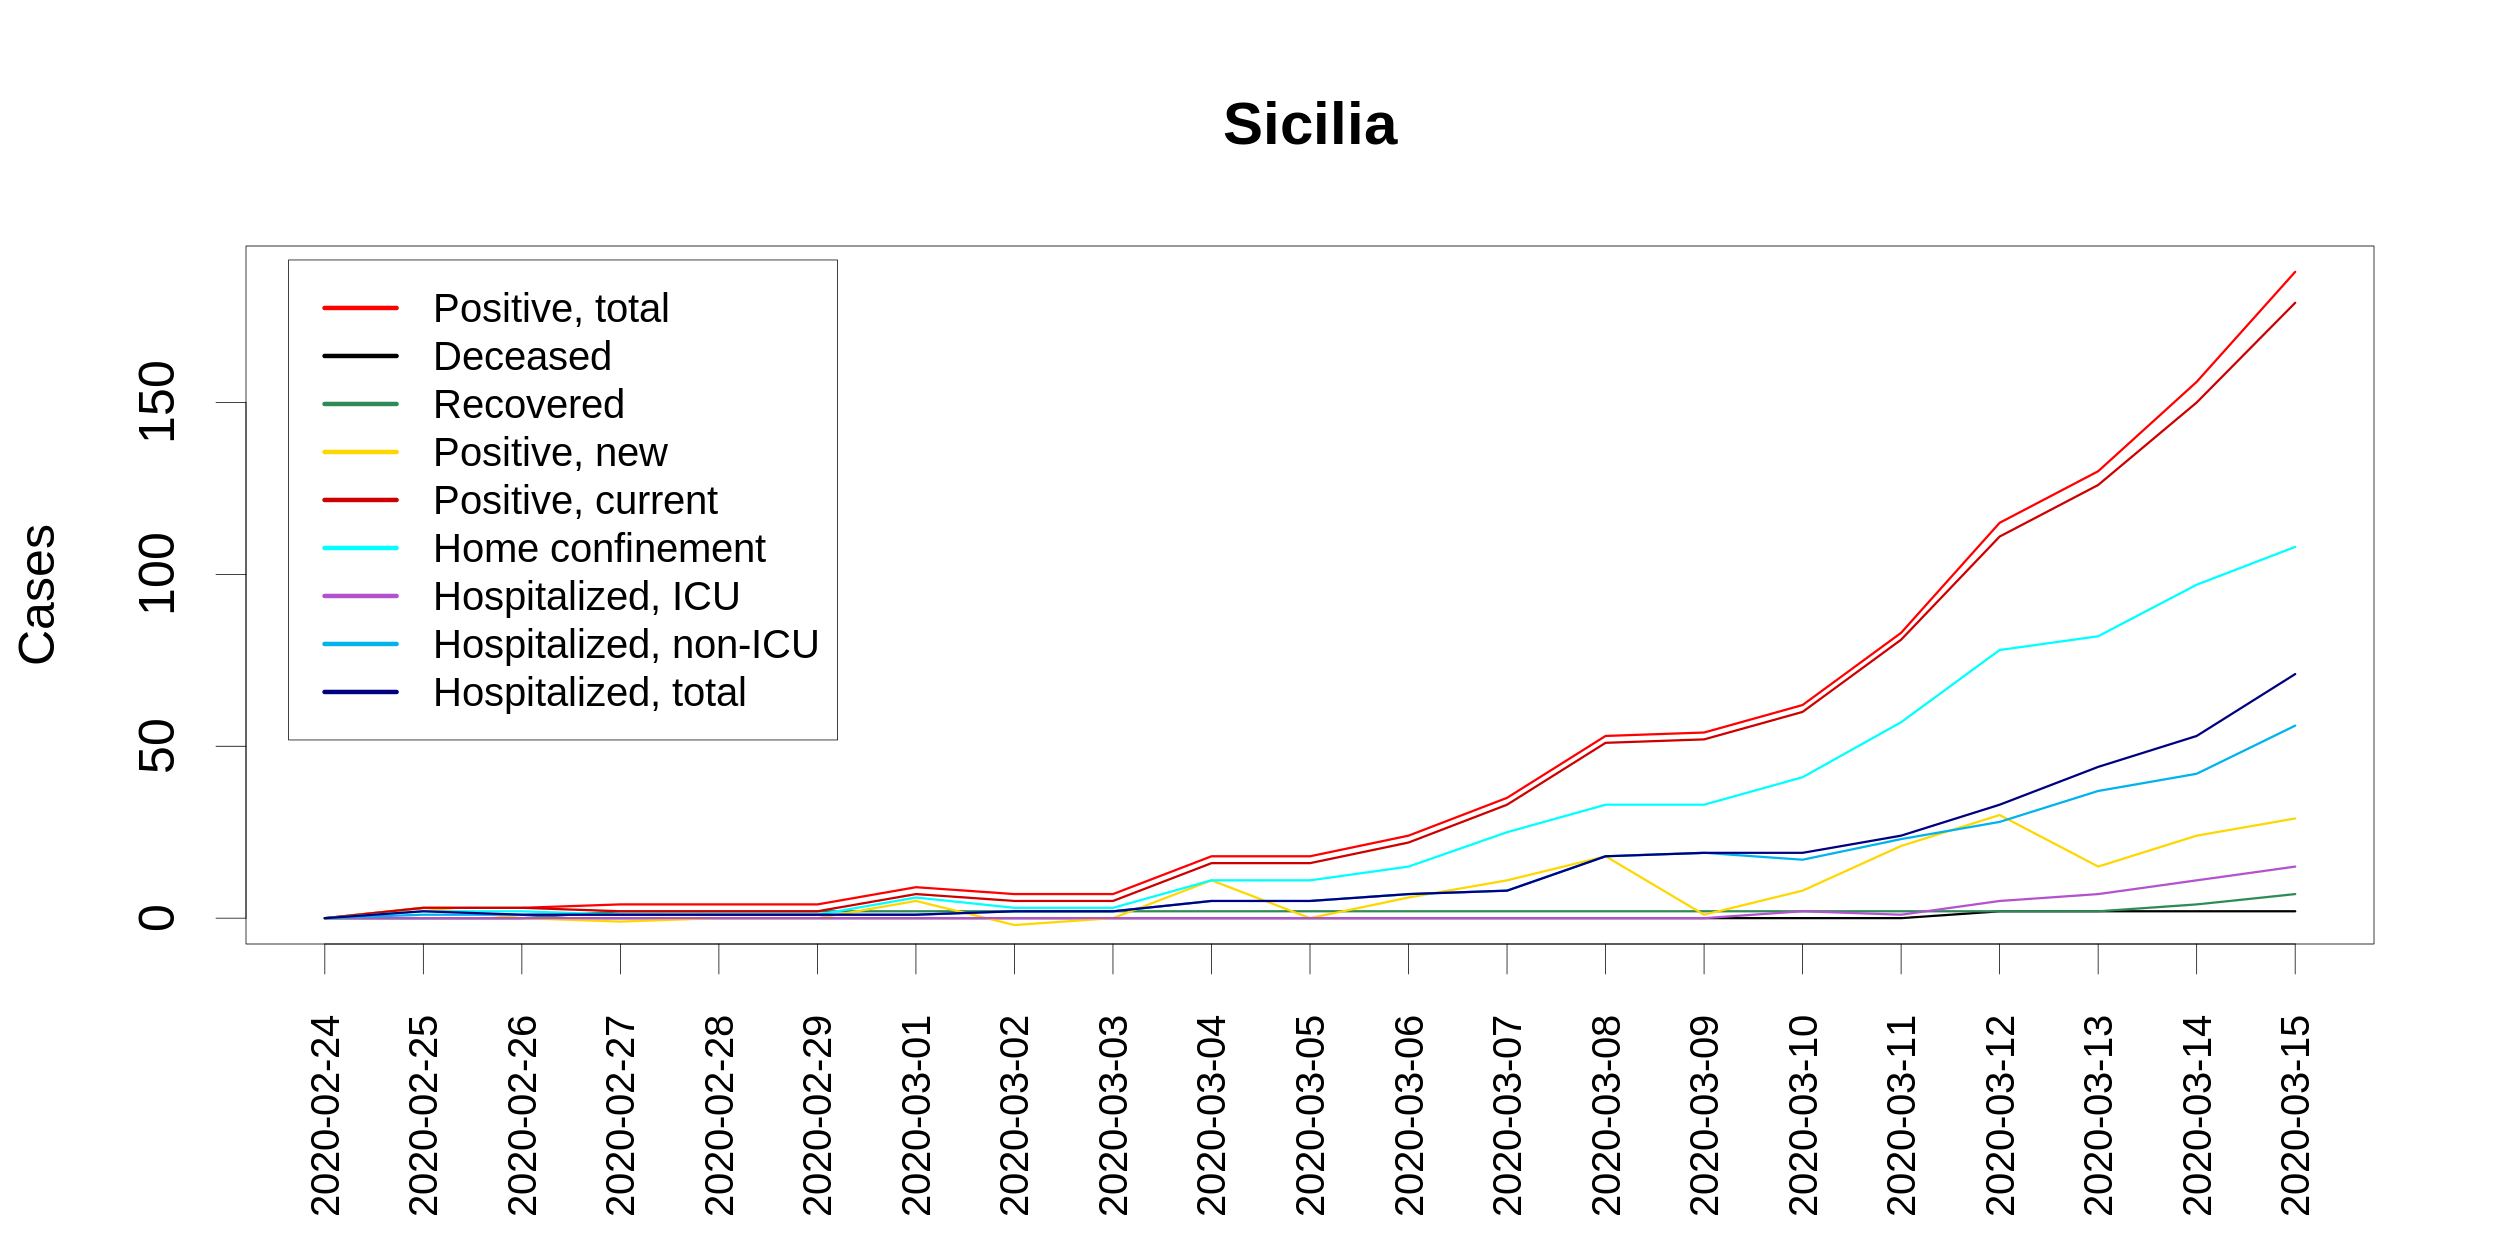 Sicilia
Cases
150
100
50
0
Positive, total
Deceased
Recovered
Positive, new
Positive, current
Home confinement
Hospitalized, ICU
Hospitalized, non-ICU
Hospitalized, total
2020-02-24
2020-02-25
2020-02-26
2020-02-27
2020-02-28
2020-02-29
2020-03-01
2020-03-02
2020-03-03
2020-03-04
2020-03-05
2020-03-06
2020-03-07
2020-03-08
2020-03-09
2020-03-10
2020-03-11
2020-03-12
2020-03-13
2020-03-14
2020-03-15